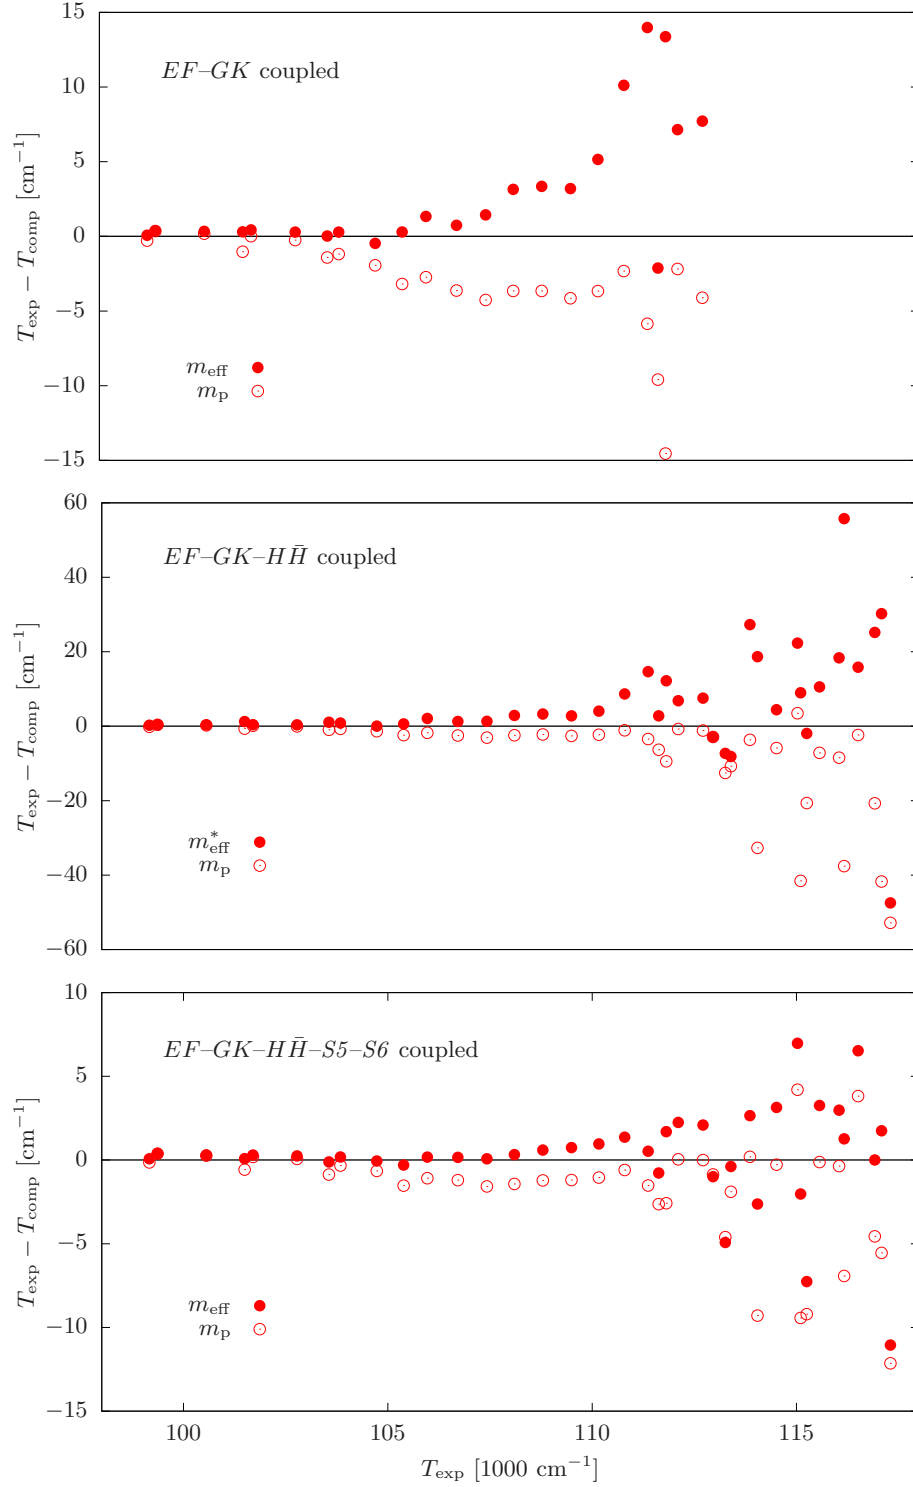 15
EF–GK coupled
10
5
0
−5
−10
−15
T_exp − T_comp [cm⁻¹]
m_eff
m_p
60
EF–GK–HH̄ coupled
40
20
0
−20
−40
−60
T_exp − T_comp [cm⁻¹]
m*_eff
m_p
10
EF–GK–HH̄–S5–S6 coupled
5
0
−5
−10
−15
T_exp − T_comp [cm⁻¹]
m_eff
m_p
100 105 110 115
T_exp [1000 cm⁻¹]